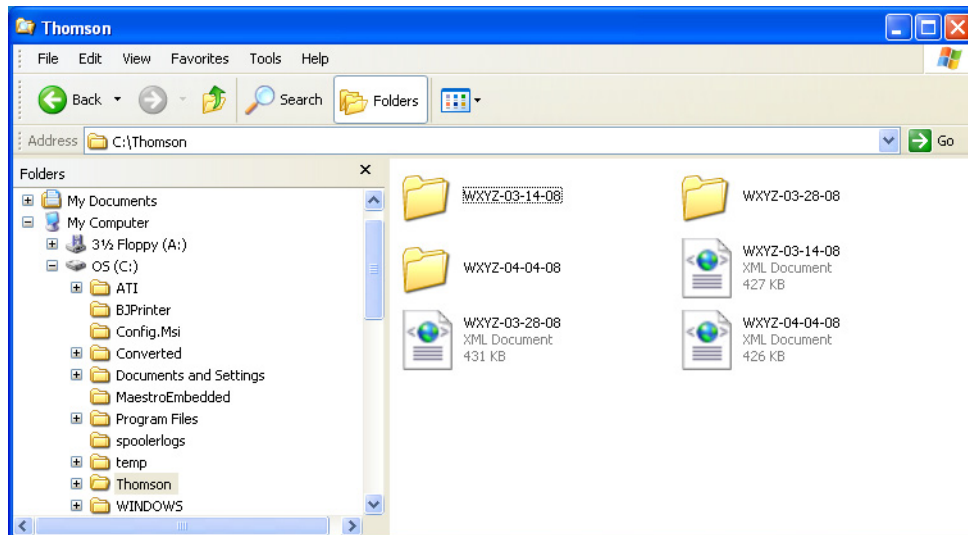 Thomson
File Edit View Favorites Tools Help
Back Search Folders
Address C:\Thomson Go
Folders
My Documents
My Computer
3½ Floppy (A:)
OS (C:)
ATI
BJPrinter
Config.Msi
Converted
Documents and Settings
MaestroEmbedded
Program Files
spoolerlogs
temp
Thomson
WINDOWS
WXYZ-03-14-08
WXYZ-03-28-08
WXYZ-04-04-08
WXYZ-03-14-08
XML Document
427 KB
WXYZ-03-28-08
XML Document
431 KB
WXYZ-04-04-08
XML Document
426 KB